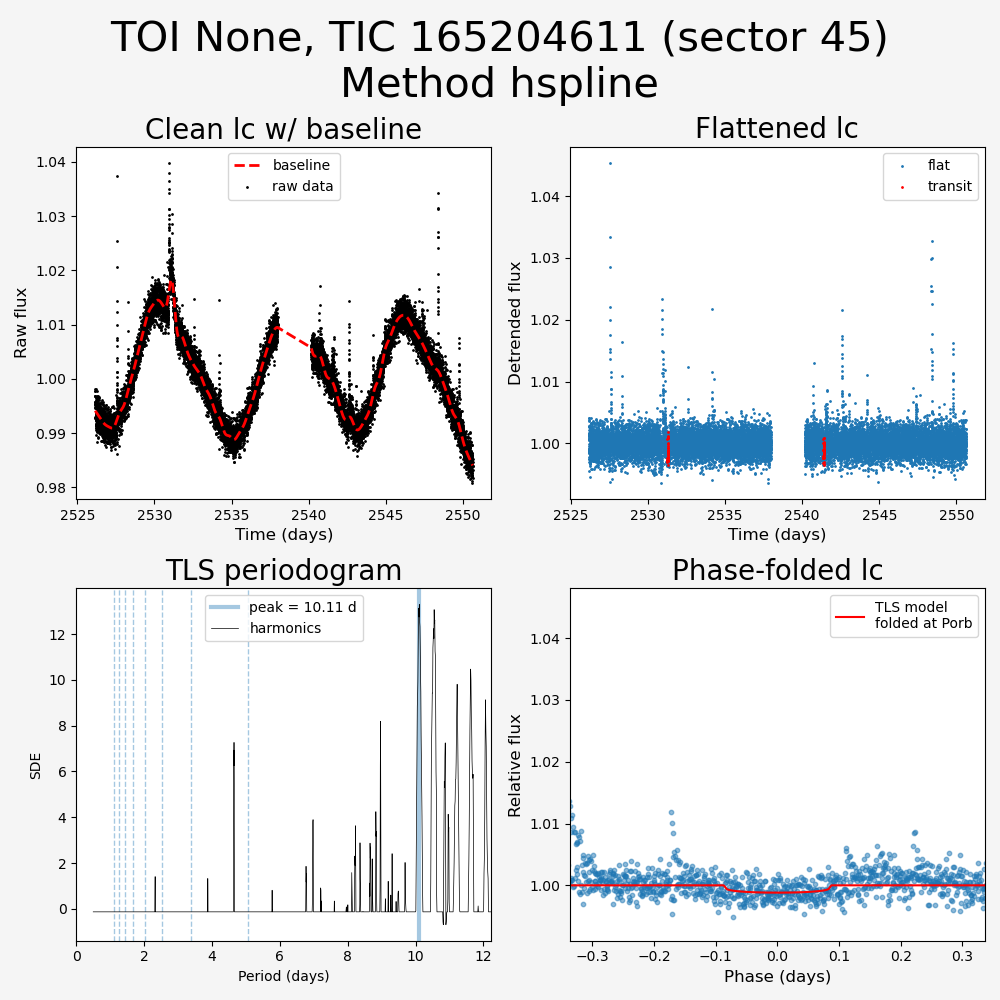 TOI None, TIC 165204611 (sector 45)
Method hspline
Clean lc w/ baseline
Flattened lc
baseline
raw data
flat
transit
1.04
1.03
1.02
1.01
1.00
0.99
0.98
Raw flux
2525
2530
2535
2540
2545
2550
Time (days)
1.04
1.03
1.02
1.01
1.00
Detrended flux
2525
2530
2535
2540
2545
2550
Time (days)
TLS periodogram
Phase-folded lc
peak = 10.11 d
harmonics
12
10
8
6
4
2
0
SDE
0
2
4
6
8
10
12
Period (days)
TLS model
folded at Porb
1.04
1.03
1.02
1.01
1.00
Relative flux
−0.3
−0.2
−0.1
0.0
0.1
0.2
0.3
Phase (days)